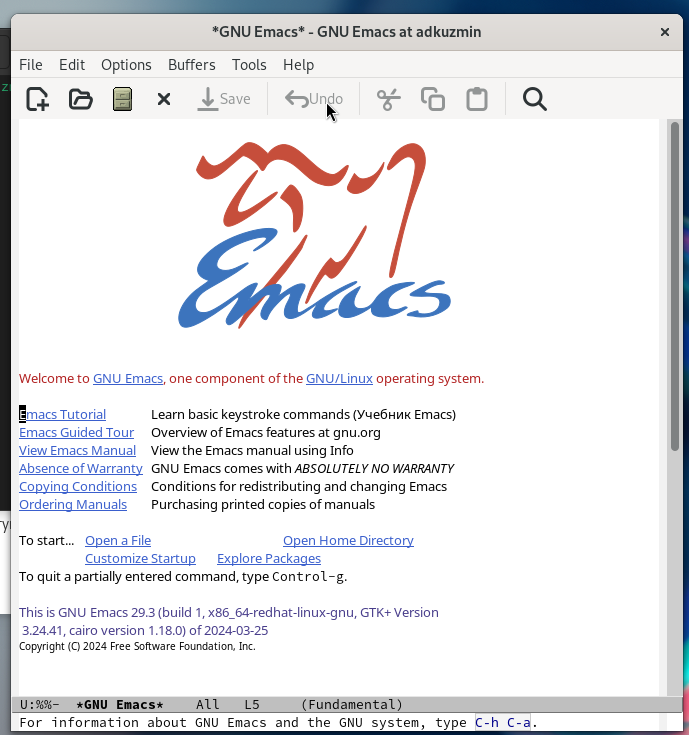 *GNU Emacs* - GNU Emacs at adkuzmin
File Edit Options Buffers Tools Help
Save Undo
Emacs
Welcome to GNU Emacs, one component of the GNU/Linux operating system.
Emacs Tutorial Learn basic keystroke commands (Учебник Emacs)
Emacs Guided Tour Overview of Emacs features at gnu.org
View Emacs Manual View the Emacs manual using Info
Absence of Warranty GNU Emacs comes with ABSOLUTELY NO WARRANTY
Copying Conditions Conditions for redistributing and changing Emacs
Ordering Manuals Purchasing printed copies of manuals
To start... Open a File Open Home Directory
Customize Startup Explore Packages
To quit a partially entered command, type Control-g.
This is GNU Emacs 29.3 (build 1, x86_64-redhat-linux-gnu, GTK+ Version
3.24.41, cairo version 1.18.0) of 2024-03-25
Copyright (C) 2024 Free Software Foundation, Inc.
U:%%- *GNU Emacs* All L5 (Fundamental)
For information about GNU Emacs and the GNU system, type C-h C-a.